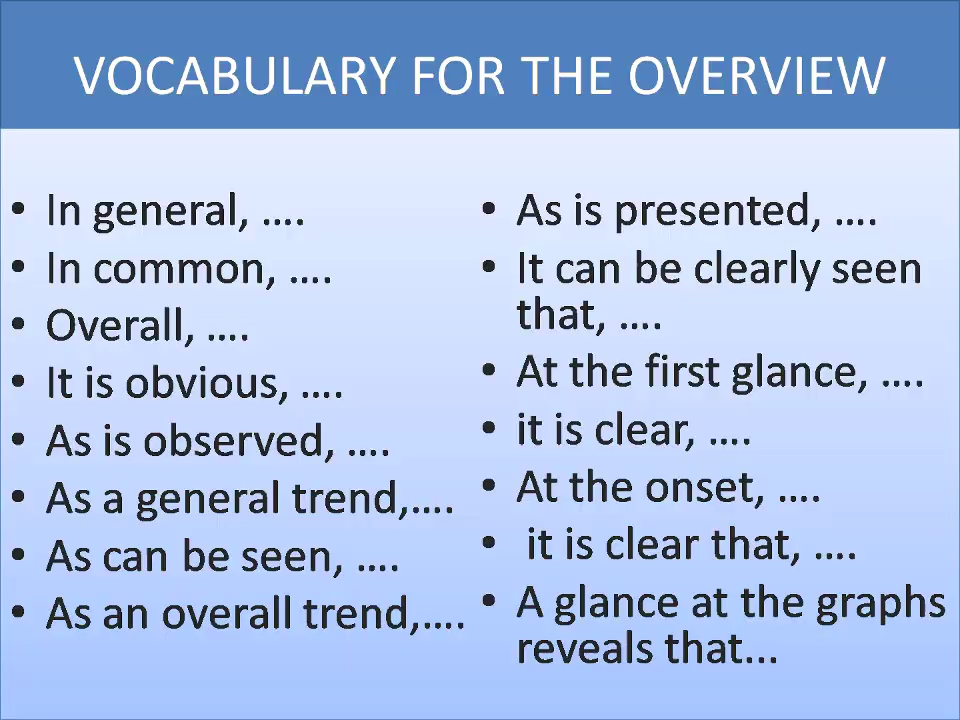 VOCABULARY FOR THE OVERVIEW
• In general, ….
• In common, ….
• Overall, ….
• It is obvious, ….
• As is observed, ….
• As a general trend,….
• As can be seen, ….
• As an overall trend,….
• As is presented, ….
• It can be clearly seen
that, ….
• At the first glance, ….
• it is clear, ….
• At the onset, ….
• it is clear that, ….
• A glance at the graphs
reveals that...